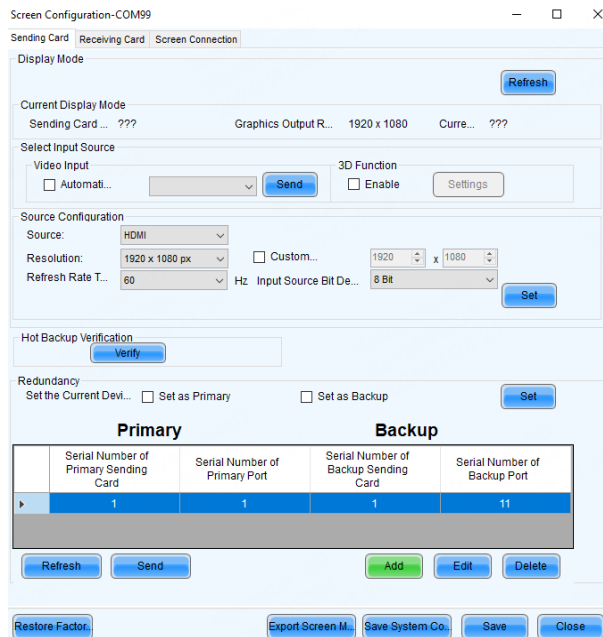 Screen Configuration-COM99
Sending Card Receiving Card Screen Connection
Display Mode
Refresh
Current Display Mode
Sending Card ... ??? Graphics Output R... 1920 x 1080 Curre... ???
Select Input Source
Video Input 3D Function
Automati... Send Enable Settings
Source Configuration
Source: HDMI
Resolution: 1920 x 1080 px Custom... 1920 x 1080
Refresh Rate T... 60 Hz Input Source Bit De... 8 Bit
Set
Hot Backup Verification
Verify
Redundancy
Set the Current Devi... Set as Primary Set as Backup Set
Primary Backup
Serial Number of Primary Sending Card Serial Number of Primary Port Serial Number of Backup Sending Card Serial Number of Backup Port
1 1 1 11
Refresh Send Add Edit Delete
Restore Factor.. Export Screen M.. Save System Co.. Save Close